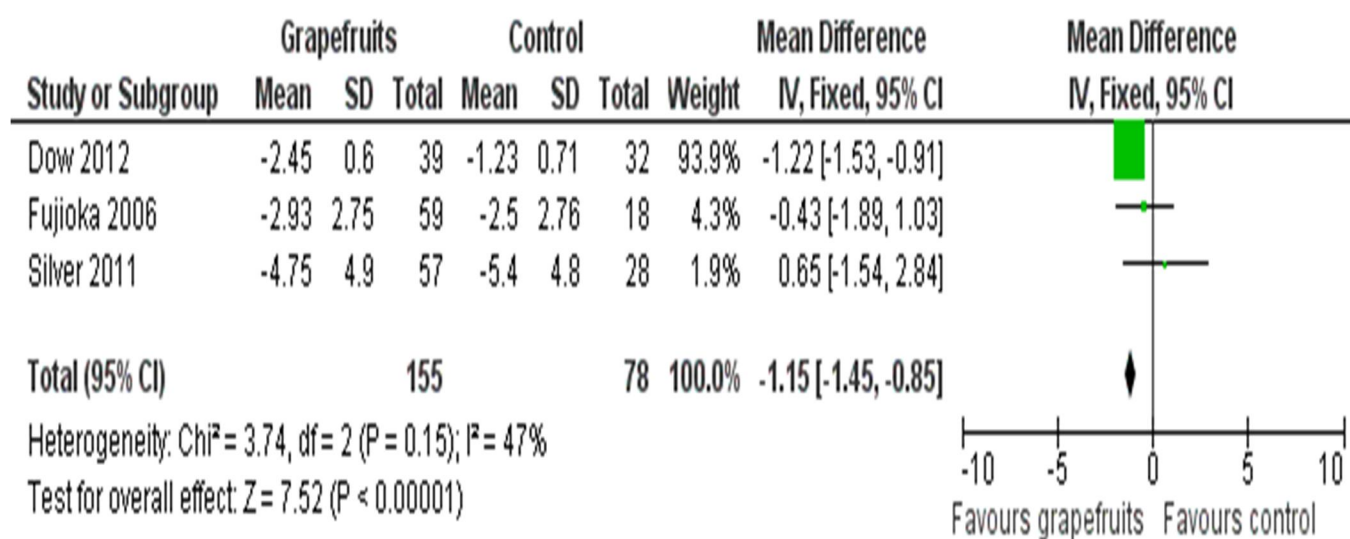 Grapefruits Control Mean Difference Mean Difference
Study or Subgroup Mean SD Total Mean SD Total Weight IV, Fixed, 95% CI IV, Fixed, 95% CI
Dow 2012 -2.45 0.6 39 -1.23 0.71 32 93.9% -1.22 [-1.53, -0.91]
Fujioka 2006 -2.93 2.75 59 -2.5 2.76 18 4.3% -0.43 [-1.89, 1.03]
Silver 2011 -4.75 4.9 57 -5.4 4.8 28 1.9% 0.65 [-1.54, 2.84]
Total (95% CI) 155 78 100.0% -1.15 [-1.45, -0.85]
Heterogeneity: Chi² = 3.74, df = 2 (P = 0.15); I² = 47%
Test for overall effect: Z = 7.52 (P < 0.00001)
-10 -5 0 5 10
Favours grapefruits Favours control